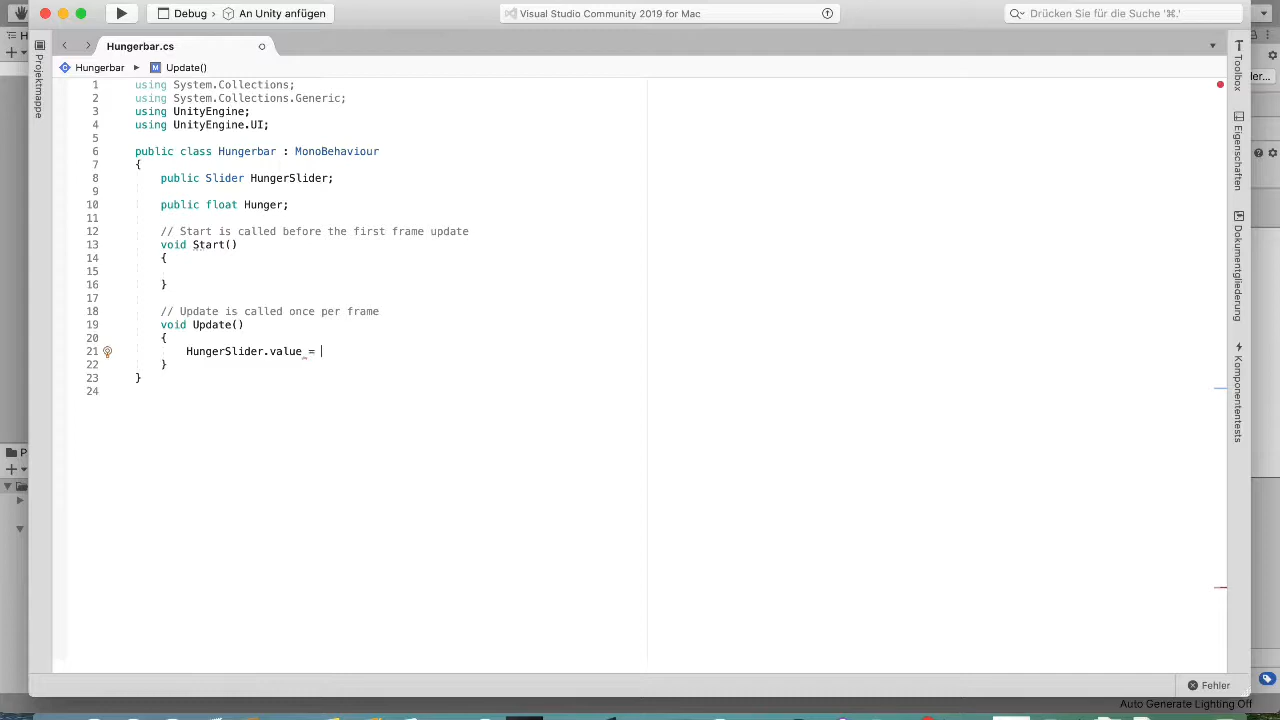 Debug › An Unity anfügen
Visual Studio Community 2019 for Mac
Drücken Sie für die Suche '⌘.'
Hungerbar.cs
Hungerbar ▸ Update()
1 using System.Collections;
2 using System.Collections.Generic;
3 using UnityEngine;
4 using UnityEngine.UI;
5
6 public class Hungerbar : MonoBehaviour
7 {
8 public Slider HungerSlider;
9
10 public float Hunger;
11
12 // Start is called before the first frame update
13 void Start()
14 {
15
16 }
17
18 // Update is called once per frame
19 void Update()
20 {
21 HungerSlider.value =
22 }
23 }
24
Projektmappe
Toolbox
Eigenschaften
Dokumentgliederung
Komponententests
Fehler
Auto Generate Lighting Off